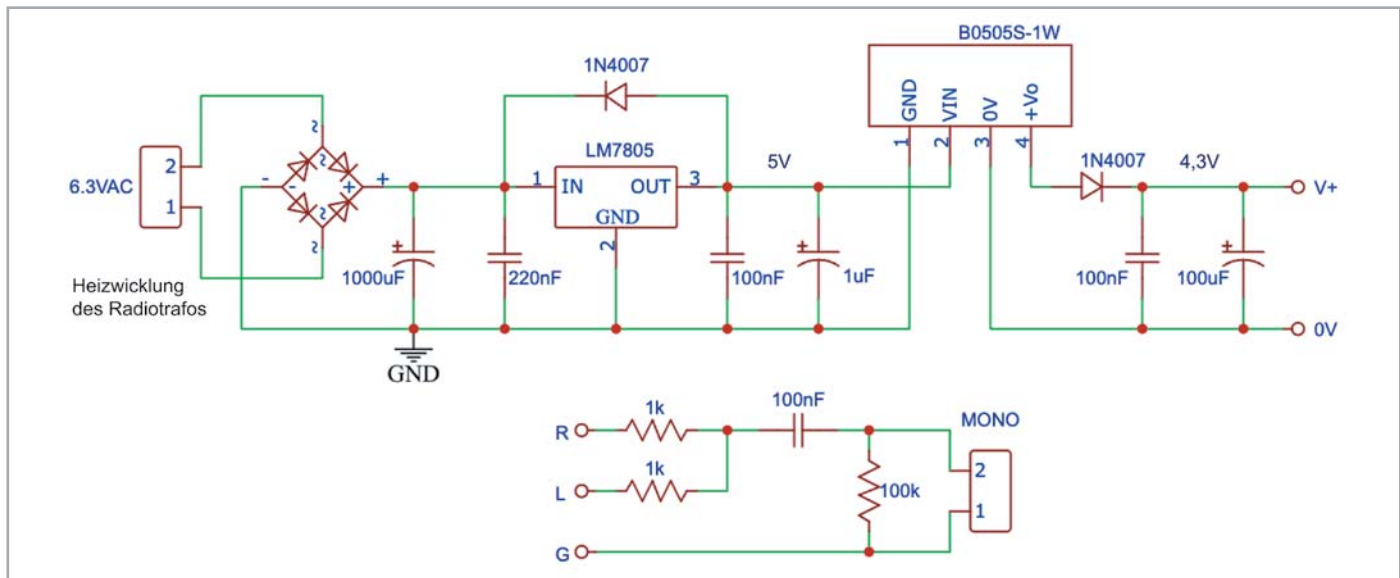 B0505S-1W
1N4007
GND
VIN
0V
+Vo
1
2
3
4
LM7805
5V
1N4007
4,3V
6.3VAC
2
1
~
~
~
~
-
-
+
+
1
IN
OUT
3
GND
2
V+
+
1000uF
220nF
100nF
+
1uF
100nF
+
100uF
Heizwicklung
des Radiotrafos
0V
GND
100nF
1k
MONO
R
1k
2
L
100k
1
G